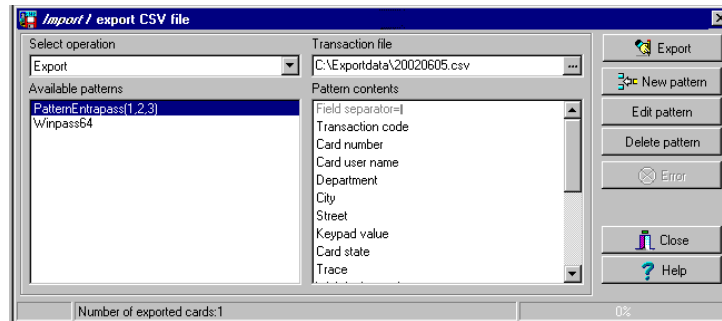 Import / export CSV file
Select operation
Export
Transaction file
C:\Exportdata\20020605.csv
...
Available patterns
PatternEntrapass(1,2,3)
Winpass64
Pattern contents
Field separator=|
Transaction code
Card number
Card user name
Department
City
Street
Keypad value
Card state
Trace
Export
New pattern
Edit pattern
Delete pattern
Error
Close
Help
Number of exported cards:1
0%